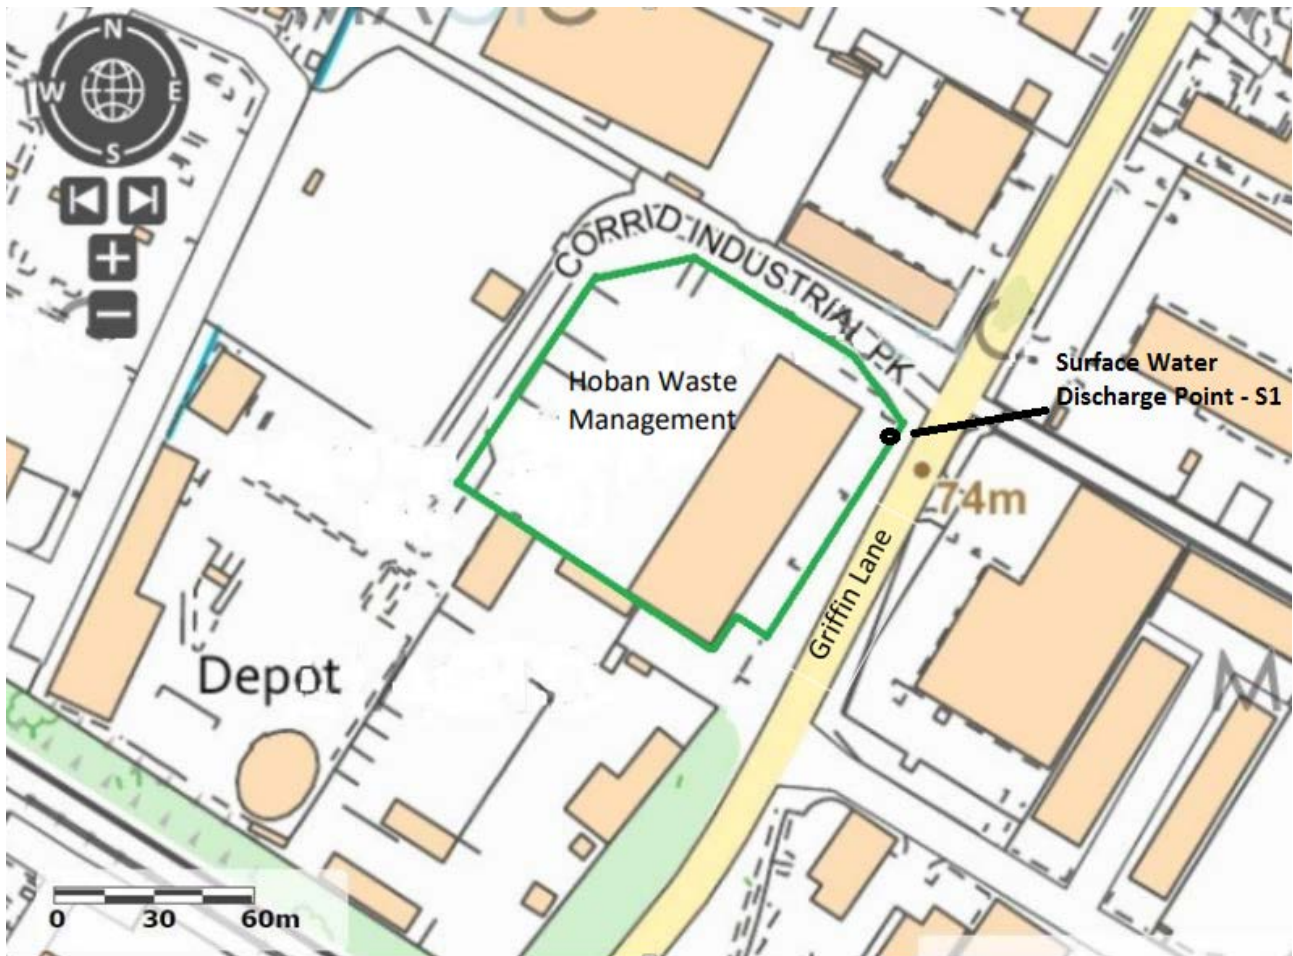 N
W
E
S
CORRID INDUSTRIAL PK
Hoban Waste
Management
Surface Water
Discharge Point - S1
74m
Griffin Lane
Depot
0 30 60m